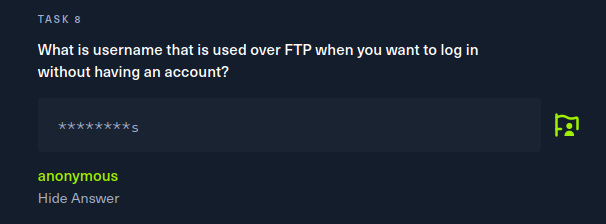 TASK 8
What is username that is used over FTP when you want to log in
without having an account?
********s
anonymous
Hide Answer